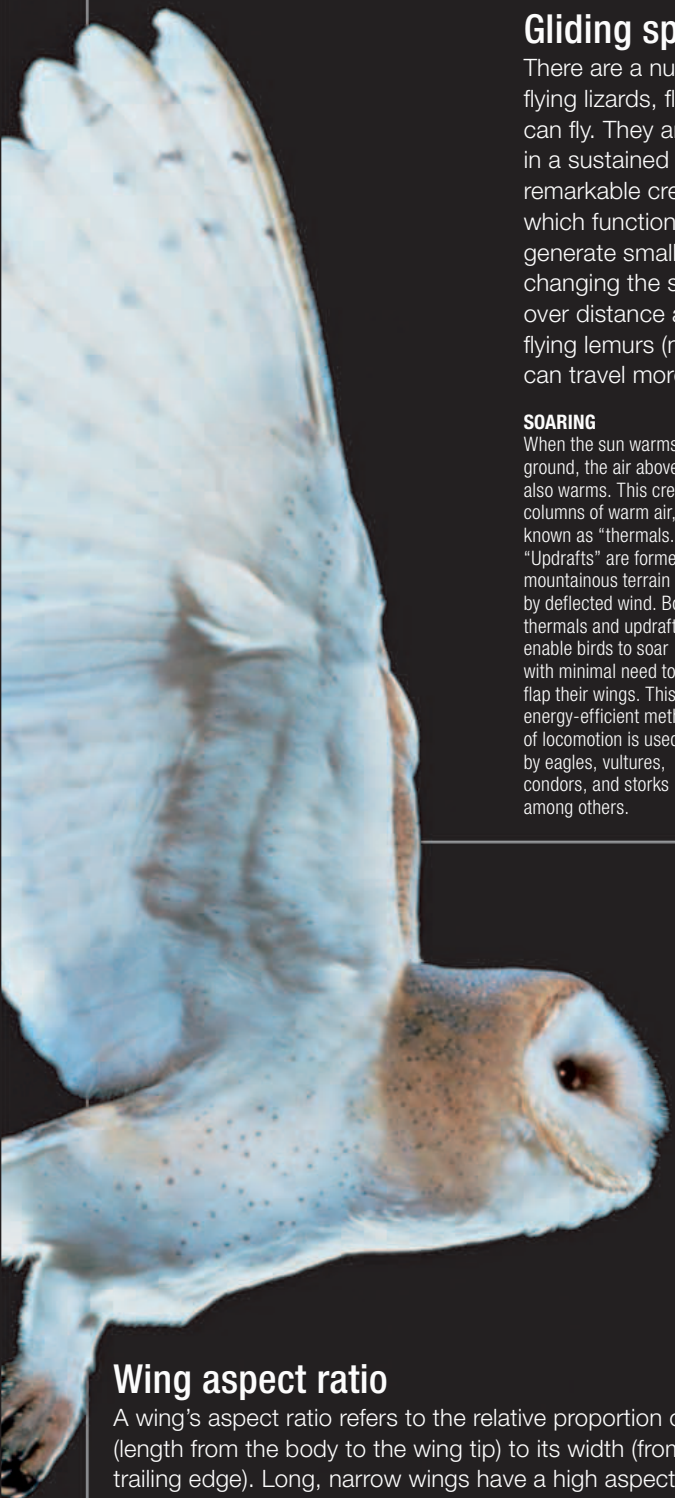 Gliding sp
There are a nu
flying lizards, fl
can fly. They ar
in a sustained
remarkable cre
which function
generate small
changing the s
over distance a
flying lemurs (r
can travel more
SOARING
When the sun warms
ground, the air above
also warms. This cre
columns of warm air,
known as “thermals.
“Updrafts” are forme
mountainous terrain
by deflected wind. Bo
thermals and updraft
enable birds to soar
with minimal need to
flap their wings. This
energy-efficient meth
of locomotion is used
by eagles, vultures,
condors, and storks
among others.
Wing aspect ratio
A wing’s aspect ratio refers to the relative proportion o
(length from the body to the wing tip) to its width (fron
trailing edge). Long, narrow wings have a high aspect